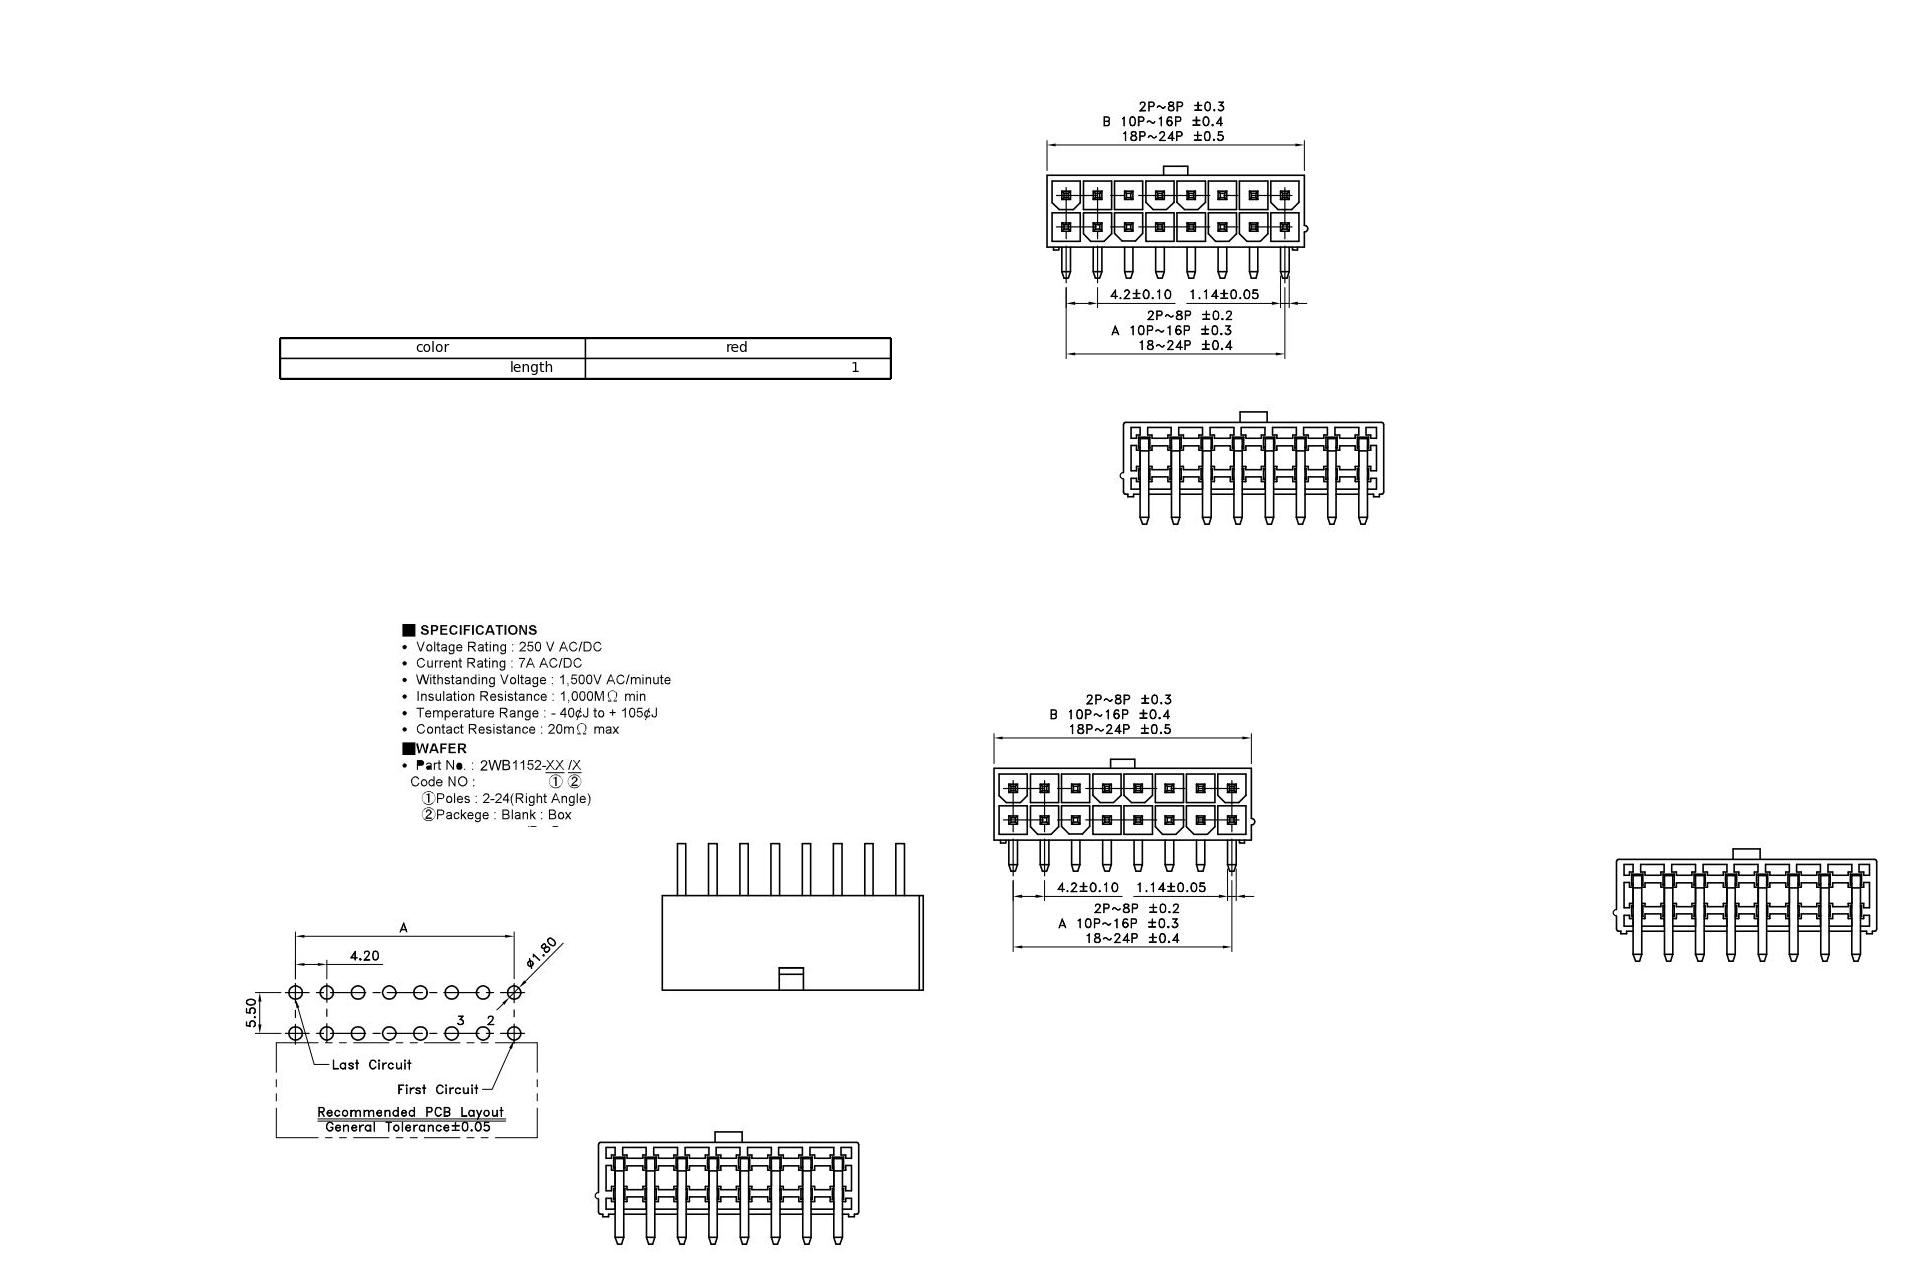 2P~8P ±0.3
B 10P~16P ±0.4
18P~24P ±0.5
4.2±0.10 1.14±0.05
2P~8P ±0.2
A 10P~16P ±0.3
18~24P ±0.4
color red
length 1
■ SPECIFICATIONS
• Voltage Rating : 250 V AC/DC
• Current Rating : 7A AC/DC
• Withstanding Voltage : 1,500V AC/minute
• Insulation Resistance : 1,000MΩ min
• Temperature Range : - 40¢J to + 105¢J
• Contact Resistance : 20mΩ max
■WAFER
• Part No. : 2WB1152-XX /X
Code NO : ① ②
①Poles : 2-24(Right Angle)
②Packege : Blank : Box
2P~8P ±0.3
B 10P~16P ±0.4
18P~24P ±0.5
4.2±0.10 1.14±0.05
2P~8P ±0.2
A 10P~16P ±0.3
18~24P ±0.4
A
4.20
ø1.80
5.50
3 2
Last Circuit
First Circuit
Recommended PCB Layout
General Tolerance±0.05